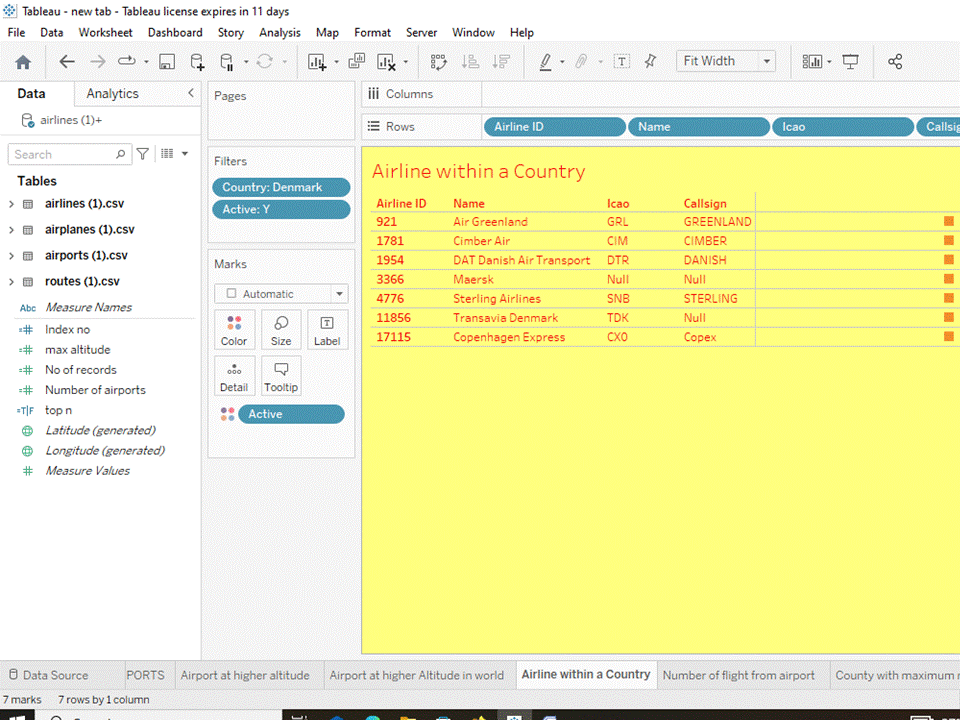 Tableau - new tab - Tableau license expires in 11 days
File Data Worksheet Dashboard Story Analysis Map Format Server Window Help
Fit Width
Data Analytics
airlines (1)+
Search
Tables
airlines (1).csv
airplanes (1).csv
airports (1).csv
routes (1).csv
Abc Measure Names
Index no
max altitude
No of records
Number of airports
T|F top n
Latitude (generated)
Longitude (generated)
Measure Values
Pages
Filters
Country: Denmark
Active: Y
Marks
Automatic
Color Size Label
Detail Tooltip
Active
Columns
Rows Airline ID Name Icao Callsig
Airline within a Country
Airline ID Name Icao Callsign
921 Air Greenland GRL GREENLAND
1781 Cimber Air CIM CIMBER
1954 DAT Danish Air Transport DTR DANISH
3366 Maersk Null Null
4776 Sterling Airlines SNB STERLING
11856 Transavia Denmark TDK Null
17115 Copenhagen Express CX0 Copex
Data Source PORTS Airport at higher altitude Airport at higher Altitude in world Airline within a Country Number of flight from airport County with maximum
7 marks 7 rows by 1 column